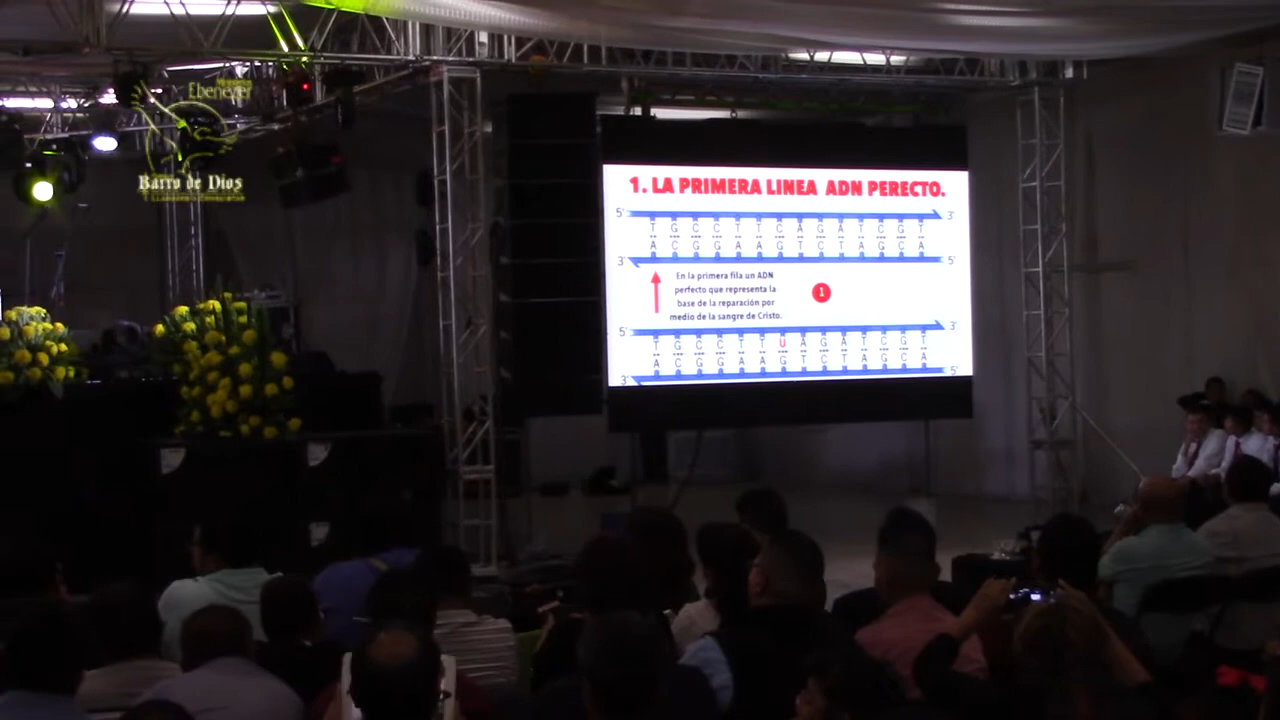 Ebenezer
Barro de Dios
1. LA PRIMERA LINEA ADN PERECTO.
5' 3'
T G C C T T C A G A T C G T
A C G G A A G T C T A G C A
3' 5'
En la primera fila un ADN
perfecto que representa la
base de la reparación por
medio de la sangre de Cristo.
1
5' 3'
T G C C T T U A G A T C G T
A C G G A A G T C T A G C A
3' 5'